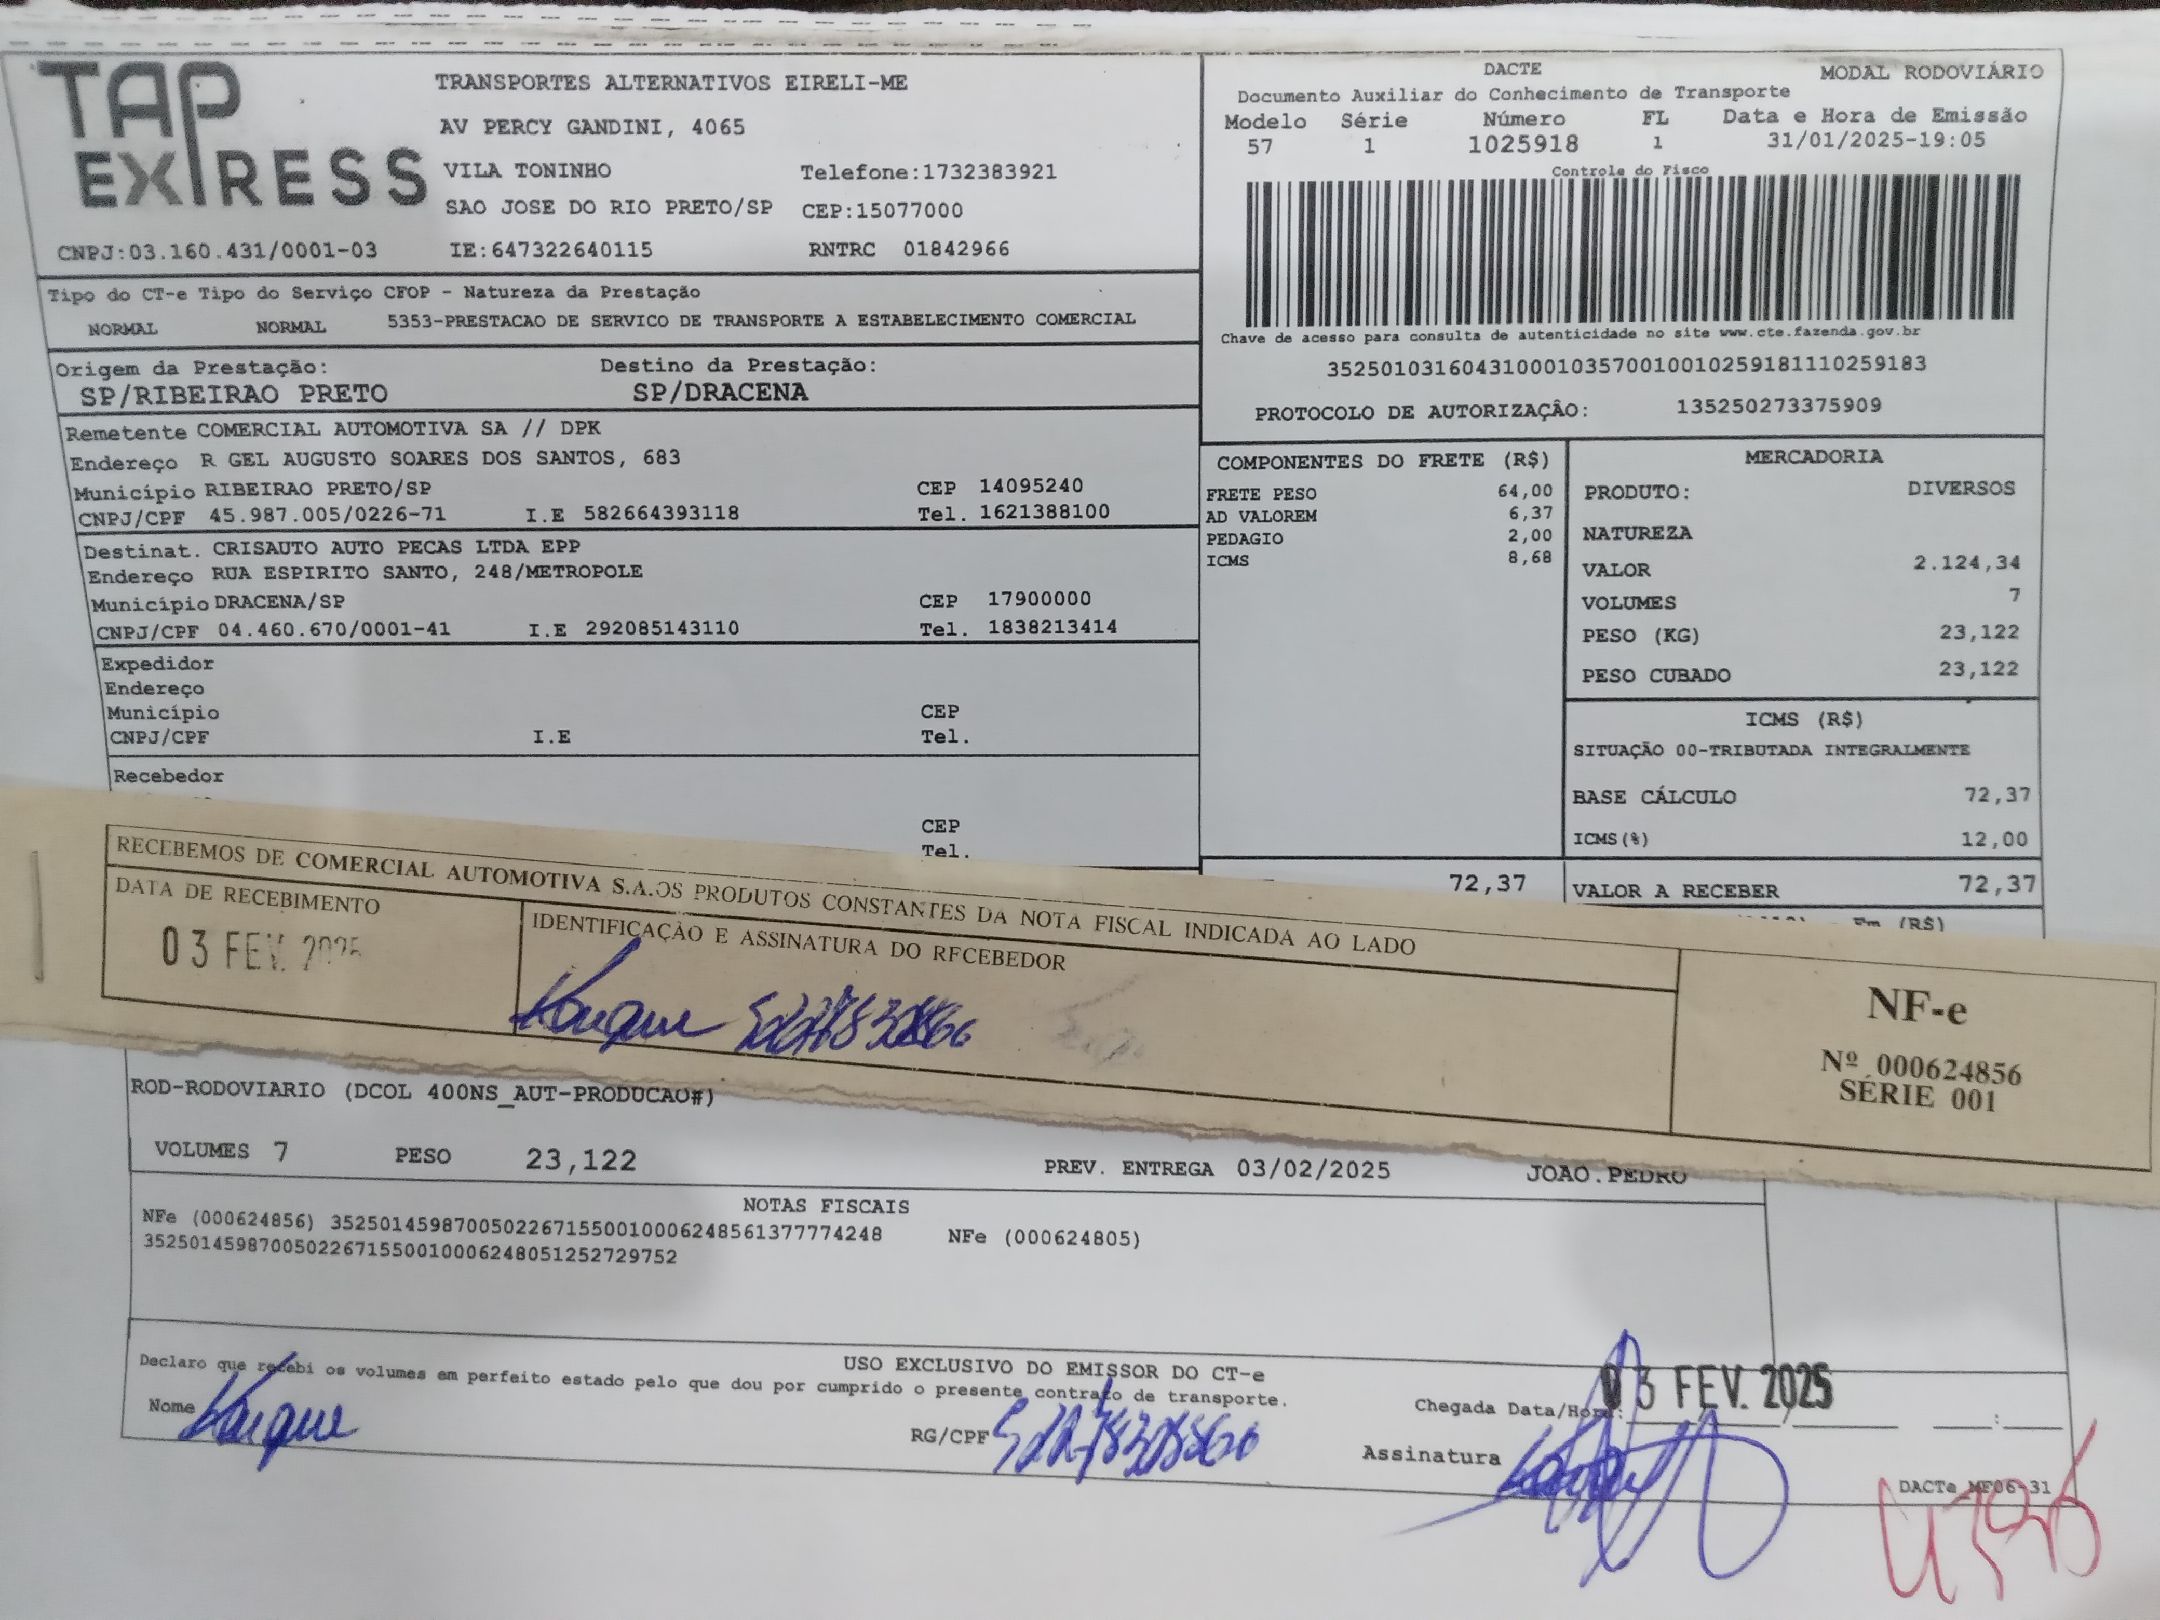 TAP EXPRESS
TRANSPORTES ALTERNATIVOS EIRELI-ME
AV PERCY GANDINI, 4065
VILA TONINHO Telefone:1732383921
SAO JOSE DO RIO PRETO/SP CEP:15077000
CNPJ:03.160.431/0001-03 IE:647322640115 RNTRC 01842966
DACTE MODAL RODOVIÁRIO
Documento Auxiliar do Conhecimento de Transporte
Modelo Série Número FL Data e Hora de Emissão
57 1 1025918 1 31/01/2025-19:05
Controle do Fisco
Chave de acesso para consulta de autenticidade no site www.cte.fazenda.gov.br
35250103160431000103570010010259181110259183
PROTOCOLO DE AUTORIZAÇÂO: 135250273375909
Tipo do CT-e Tipo do Serviço CFOP - Natureza da Prestação
NORMAL NORMAL 5353-PRESTACAO DE SERVICO DE TRANSPORTE A ESTABELECIMENTO COMERCIAL
Origem da Prestação: Destino da Prestação:
SP/RIBEIRAO PRETO SP/DRACENA
Remetente COMERCIAL AUTOMOTIVA SA // DPK
Endereço R GEL AUGUSTO SOARES DOS SANTOS, 683
Município RIBEIRAO PRETO/SP CEP 14095240
CNPJ/CPF 45.987.005/0226-71 I.E 582664393118 Tel. 1621388100
Destinat. CRISAUTO AUTO PECAS LTDA EPP
Endereço RUA ESPIRITO SANTO, 248/METROPOLE
Município DRACENA/SP CEP 17900000
CNPJ/CPF 04.460.670/0001-41 I.E 292085143110 Tel. 1838213414
Expedidor
Endereço
Município CEP
CNPJ/CPF I.E Tel.
Recebedor
CEP
Tel.
COMPONENTES DO FRETE (R$)
FRETE PESO 64,00
AD VALOREM 6,37
PEDAGIO 2,00
ICMS 8,68
72,37
MERCADORIA
PRODUTO: DIVERSOS
NATUREZA
VALOR 2.124,34
VOLUMES 7
PESO (KG) 23,122
PESO CUBADO 23,122
ICMS (R$)
SITUAÇÃO 00-TRIBUTADA INTEGRALMENTE
BASE CÁLCULO 72,37
ICMS(%) 12,00
VALOR A RECEBER 72,37
Em (R$)
RECEBEMOS DE COMERCIAL AUTOMOTIVA S.A.OS PRODUTOS CONSTANTES DA NOTA FISCAL INDICADA AO LADO
DATA DE RECEBIMENTO IDENTIFICAÇÃO E ASSINATURA DO RECEBEDOR
03 FEV. 2025
NF-e
Nº 000624856
SÉRIE 001
ROD-RODOVIARIO (DCOL 400NS_AUT-PRODUCAO#)
VOLUMES 7 PESO 23,122 PREV. ENTREGA 03/02/2025 JOAO.PEDRO
NOTAS FISCAIS
NFe (000624856) 35250145987005022671550010006248561377774248 NFe (000624805)
35250145987005022671550010006248051252729752
USO EXCLUSIVO DO EMISSOR DO CT-e
Declaro que recebi os volumes em perfeito estado pelo que dou por cumprido o presente contrato de transporte.
Nome RG/CPF Chegada Data/Hora: 03 FEV. 2025
Assinatura
DACTe_MF06-31